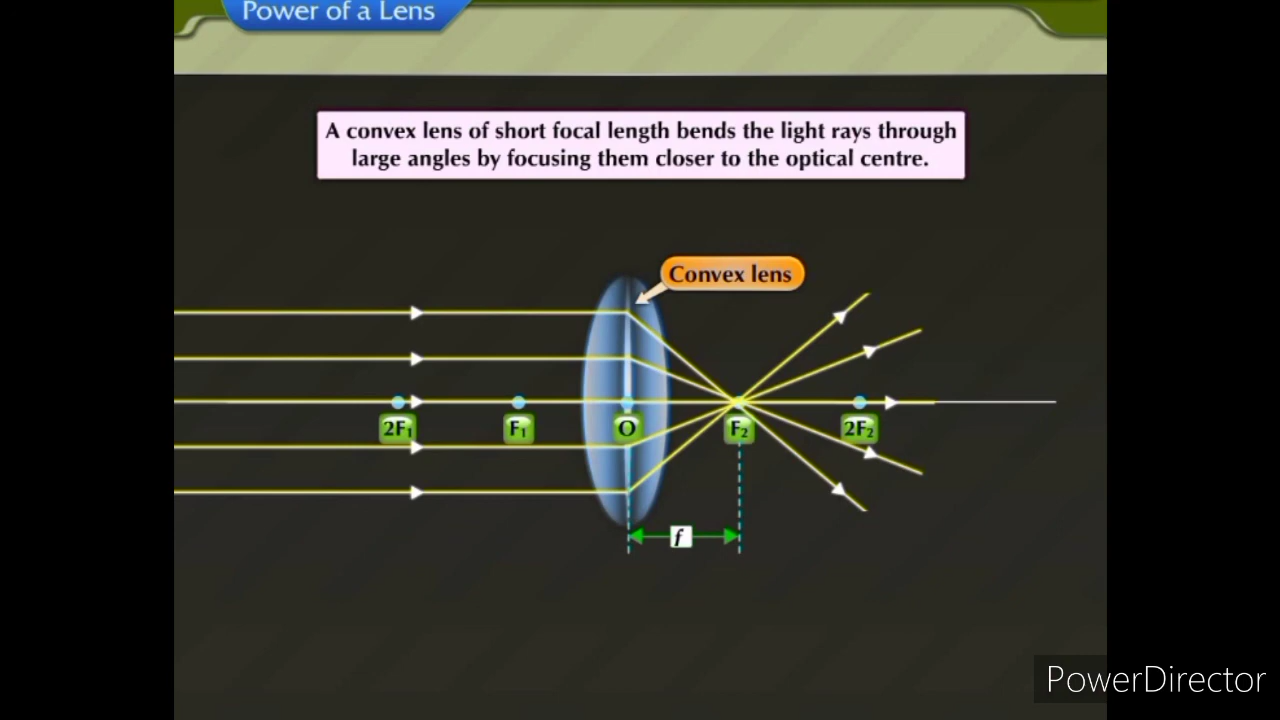 Power of a Lens
A convex lens of short focal length bends the light rays through
large angles by focusing them closer to the optical centre.
Convex lens
2F₁ F₁ O F₂ 2F₂
f
PowerDirector